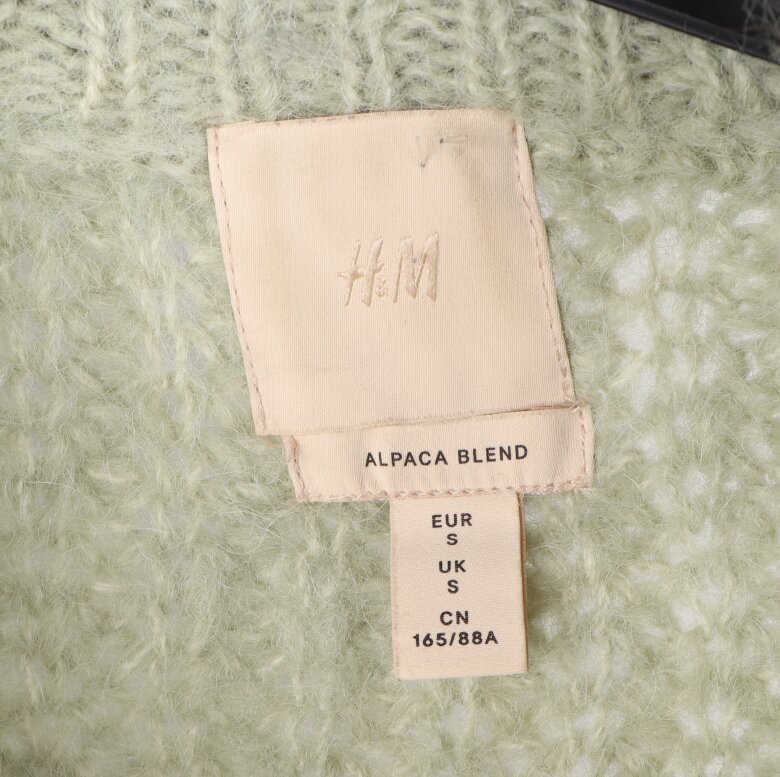 H&M
ALPACA BLEND
EUR
S
UK
S
CN
165/88A